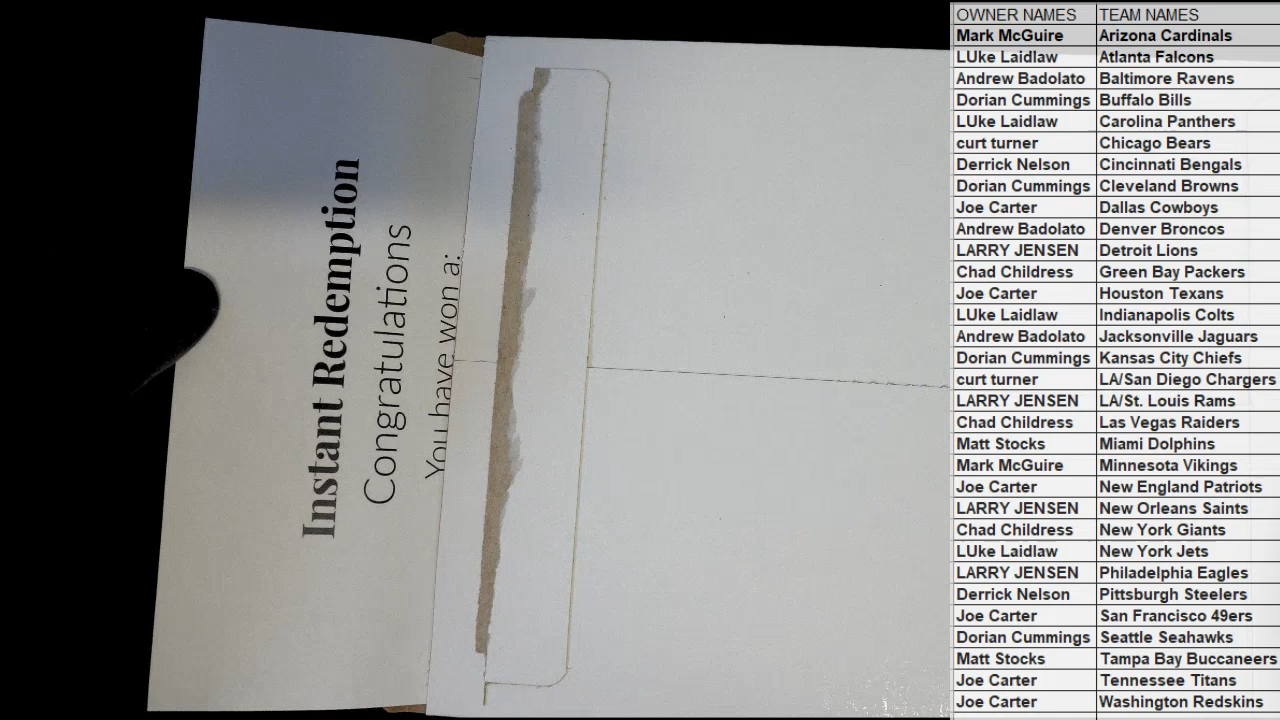 Instant Redemption
Congratulations
You have won a:
OWNER NAMES TEAM NAMES
Mark McGuire Arizona Cardinals
LUke Laidlaw Atlanta Falcons
Andrew Badolato Baltimore Ravens
Dorian Cummings Buffalo Bills
LUke Laidlaw Carolina Panthers
curt turner Chicago Bears
Derrick Nelson Cincinnati Bengals
Dorian Cummings Cleveland Browns
Joe Carter Dallas Cowboys
Andrew Badolato Denver Broncos
LARRY JENSEN Detroit Lions
Chad Childress Green Bay Packers
Joe Carter Houston Texans
LUke Laidlaw Indianapolis Colts
Andrew Badolato Jacksonville Jaguars
Dorian Cummings Kansas City Chiefs
curt turner LA/San Diego Chargers
LARRY JENSEN LA/St. Louis Rams
Chad Childress Las Vegas Raiders
Matt Stocks Miami Dolphins
Mark McGuire Minnesota Vikings
Joe Carter New England Patriots
LARRY JENSEN New Orleans Saints
Chad Childress New York Giants
LUke Laidlaw New York Jets
LARRY JENSEN Philadelphia Eagles
Derrick Nelson Pittsburgh Steelers
Joe Carter San Francisco 49ers
Dorian Cummings Seattle Seahawks
Matt Stocks Tampa Bay Buccaneers
Joe Carter Tennessee Titans
Joe Carter Washington Redskins